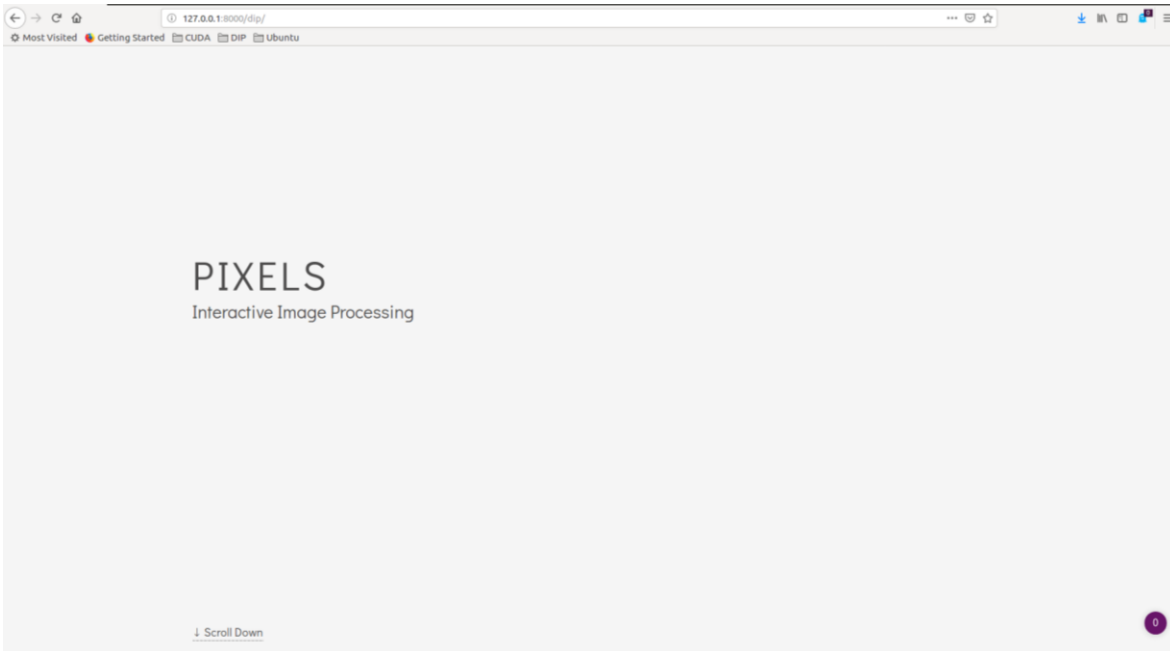 127.0.0.1:8000/dip/
Most Visited Getting Started CUDA DIP Ubuntu
PIXELS
Interactive Image Processing
↓ Scroll Down
0